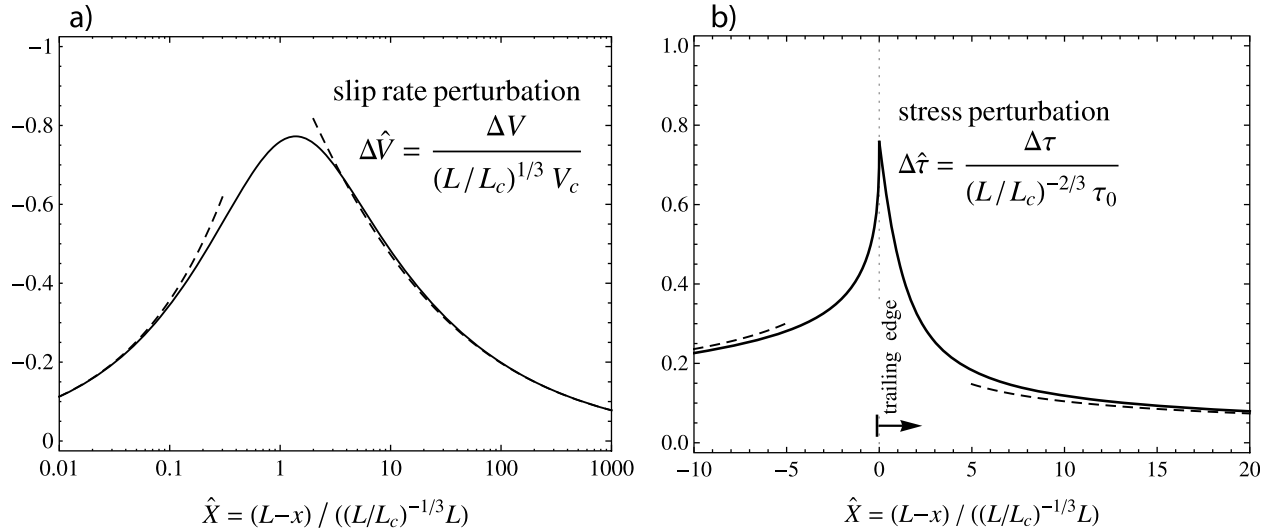 a)
−1
−0.8
−0.6
−0.4
−0.2
0
0.01 0.1 1 10 100 1000
slip rate perturbation
ΔV̂ = ΔV / ((L/L_c)^{1/3} V_c)
X̂ = (L−x) / ((L/L_c)^{-1/3}L)
b)
1.0
0.8
0.6
0.4
0.2
0.0
−10 −5 0 5 10 15 20
stress perturbation
Δτ̂ = Δτ / ((L/L_c)^{-2/3} τ_0)
trailing edge
X̂ = (L−x) / ((L/L_c)^{-1/3}L)